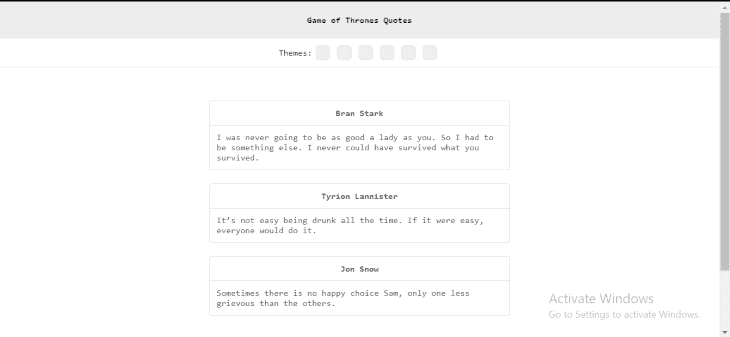 Game of Thrones Quotes
Themes:
Bran Stark
I was never going to be as good a lady as you. So I had to
be something else. I never could have survived what you
survived.
Tyrion Lannister
It’s not easy being drunk all the time. If it were easy,
everyone would do it.
Jon Snow
Sometimes there is no happy choice Sam, only one less
grievous than the others.
Activate Windows
Go to Settings to activate Windows.